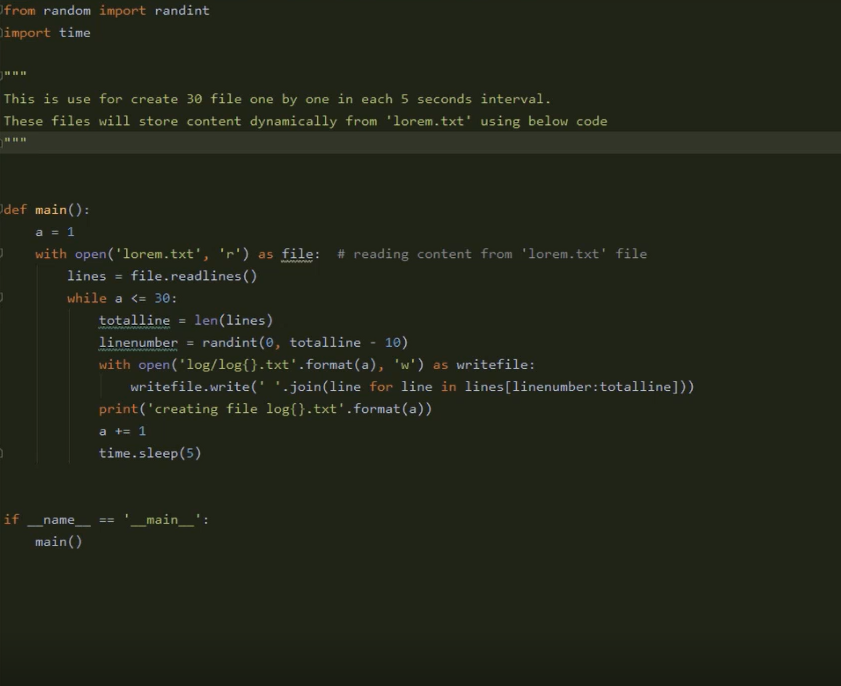 from random import randint
import time
"""
This is use for create 30 file one by one in each 5 seconds interval.
These files will store content dynamically from 'lorem.txt' using below code
"""
def main():
    a = 1
    with open('lorem.txt', 'r') as file:  # reading content from 'lorem.txt' file
        lines = file.readlines()
        while a <= 30:
            totalline = len(lines)
            linenumber = randint(0, totalline - 10)
            with open('log/log{}.txt'.format(a), 'w') as writefile:
                writefile.write(' '.join(line for line in lines[linenumber:totalline]))
            print('creating file log{}.txt'.format(a))
            a += 1
            time.sleep(5)
if __name__ == '__main__':
    main()